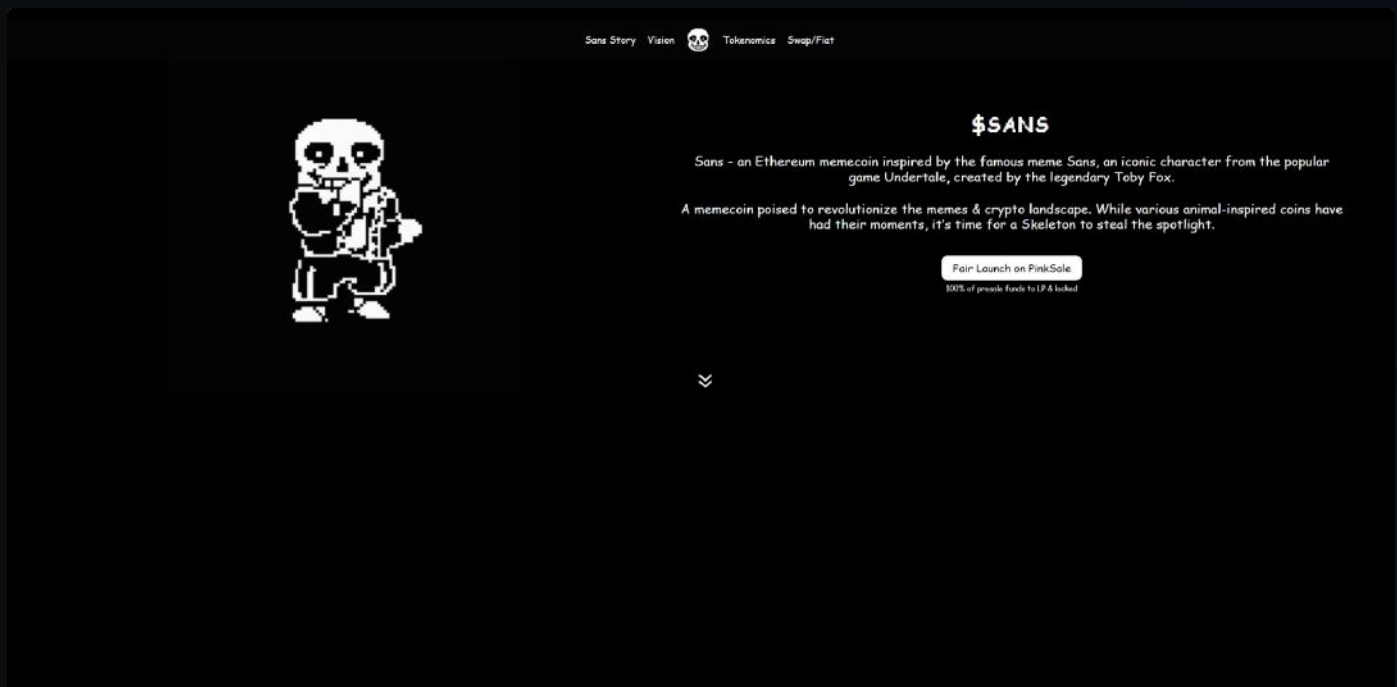 Sans Story Vision Tokenomics Swap/Fiat
$SANS
Sans - an Ethereum memecoin inspired by the famous meme Sans, an iconic character from the popular
game Undertale, created by the legendary Toby Fox.
A memecoin poised to revolutionize the memes & crypto landscape. While various animal-inspired coins have
had their moments, it's time for a Skeleton to steal the spotlight.
Fair Launch on PinkSale
100% of presale funds to LP & locked